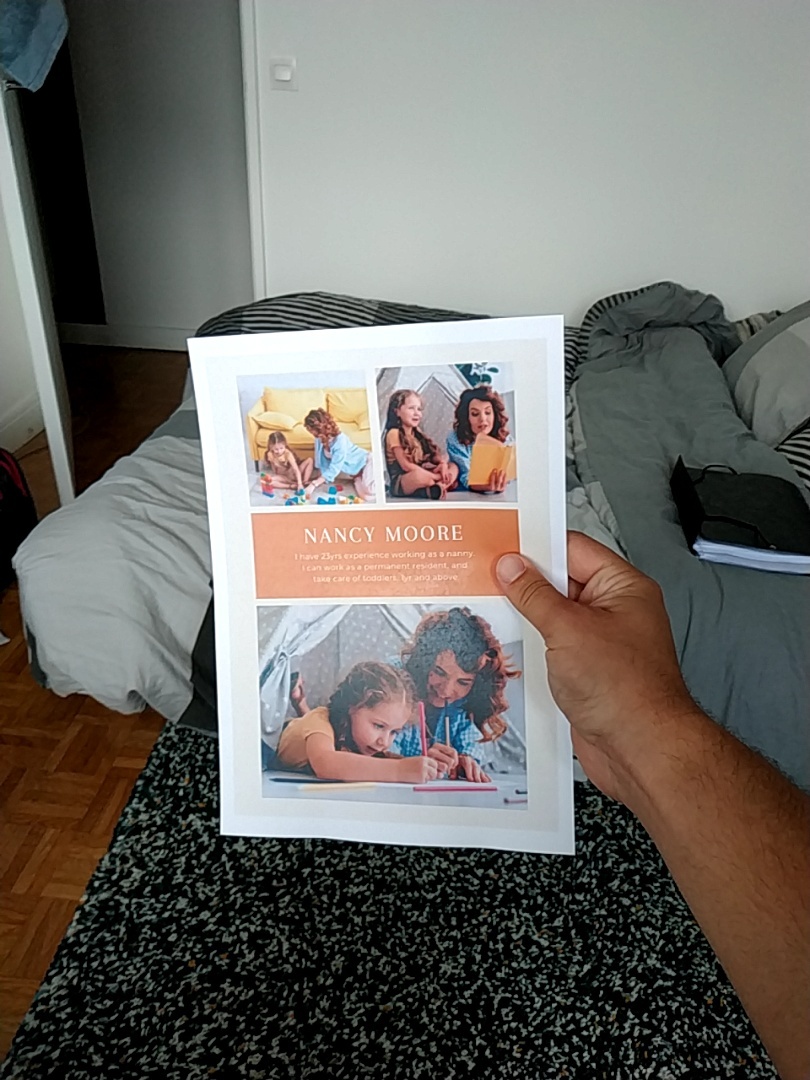 NANCY MOORE
I have 23yrs experience working as a nanny.
I can work as a permanent resident, and
take care of toddlers, 1yr and above.